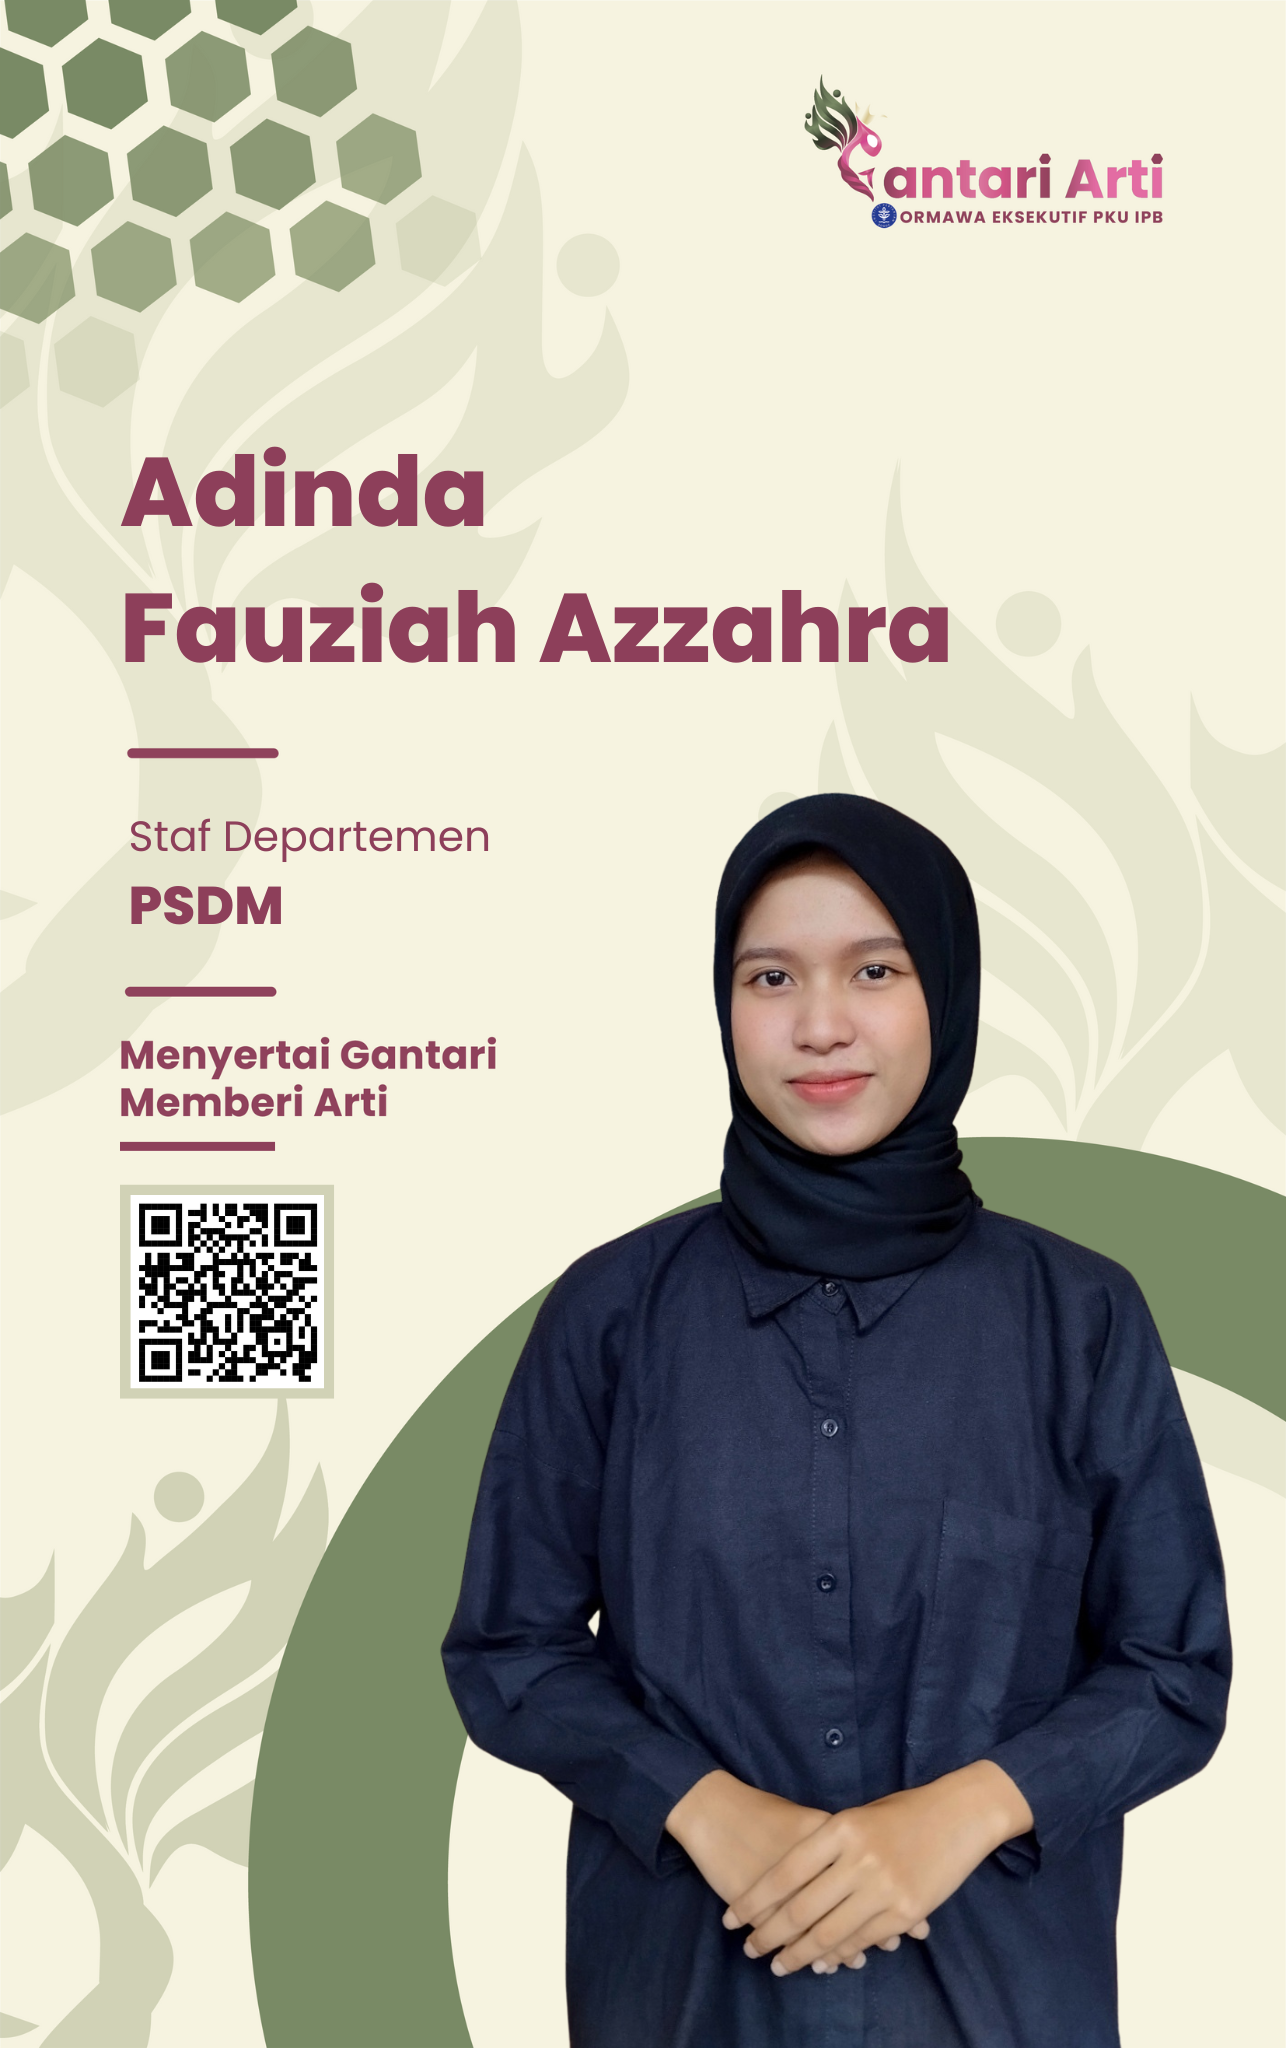 Gantari Arti
ORMAWA EKSEKUTIF PKU IPB
Adinda
Fauziah Azzahra
Staf Departemen
PSDM
Menyertai Gantari
Memberi Arti